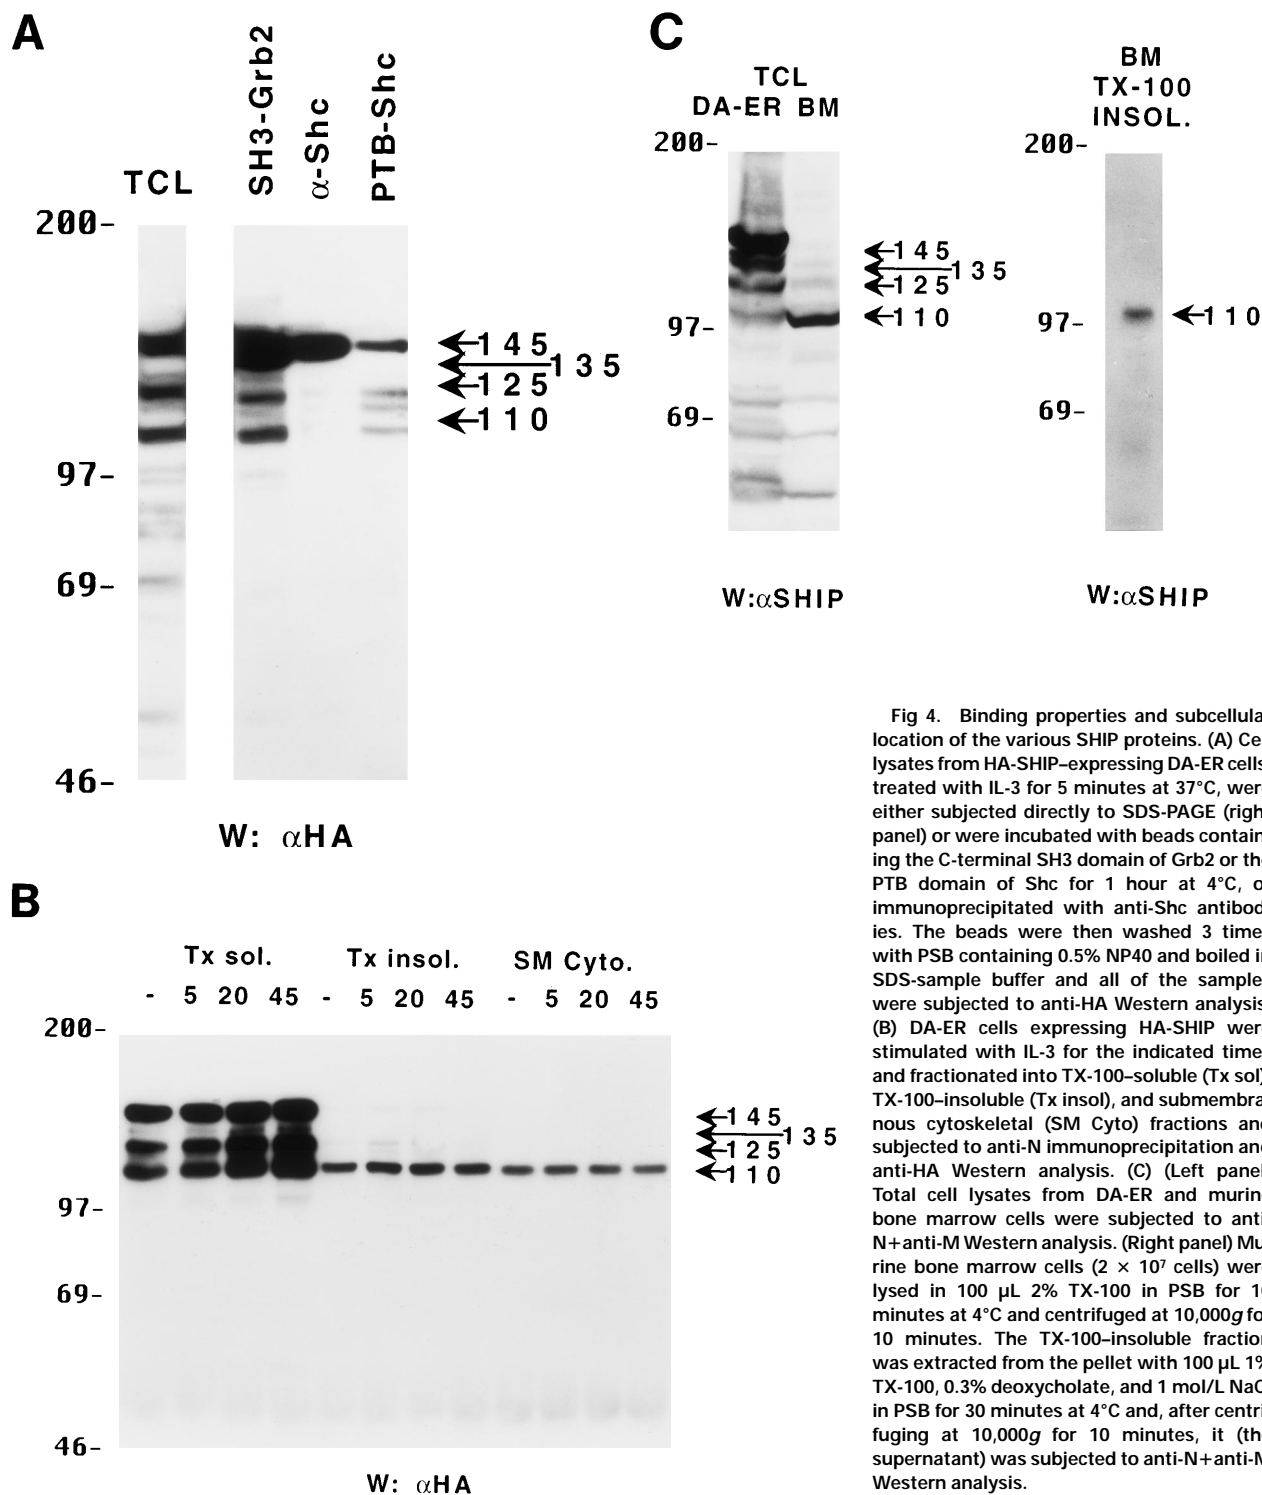 A
TCL
SH3-Grb2
α-Shc
PTB-Shc
200-
97-
69-
46-
145
135
125
110
W: αHA
B
Tx sol. Tx insol. SM Cyto.
- 5 20 45 - 5 20 45 - 5 20 45
200-
97-
69-
46-
145
135
125
110
W: αHA
C
TCL
DA-ER BM
200-
97-
69-
145
135
125
110
W:αSHIP
BM
TX-100
INSOL.
200-
97-
69-
110
W:αSHIP
Fig 4. Binding properties and subcellula
location of the various SHIP proteins. (A) Ce
lysates from HA-SHIP–expressing DA-ER cells
treated with IL-3 for 5 minutes at 37°C, were
either subjected directly to SDS-PAGE (righ
panel) or were incubated with beads contain
ing the C-terminal SH3 domain of Grb2 or the
PTB domain of Shc for 1 hour at 4°C, o
immunoprecipitated with anti-Shc antibod
ies. The beads were then washed 3 time
with PSB containing 0.5% NP40 and boiled in
SDS-sample buffer and all of the sample
were subjected to anti-HA Western analysis
(B) DA-ER cells expressing HA-SHIP were
stimulated with IL-3 for the indicated time
and fractionated into TX-100–soluble (Tx sol)
TX-100–insoluble (Tx insol), and submembra
nous cytoskeletal (SM Cyto) fractions and
subjected to anti-N immunoprecipitation and
anti-HA Western analysis. (C) (Left panel
Total cell lysates from DA-ER and murin
bone marrow cells were subjected to anti
N+anti-M Western analysis. (Right panel) Mu
rine bone marrow cells (2 × 10⁷ cells) were
lysed in 100 μL 2% TX-100 in PSB for 10
minutes at 4°C and centrifuged at 10,000g fo
10 minutes. The TX-100–insoluble fraction
was extracted from the pellet with 100 μL 1%
TX-100, 0.3% deoxycholate, and 1 mol/L NaC
in PSB for 30 minutes at 4°C and, after centri
fuging at 10,000g for 10 minutes, it (the
supernatant) was subjected to anti-N+anti-M
Western analysis.